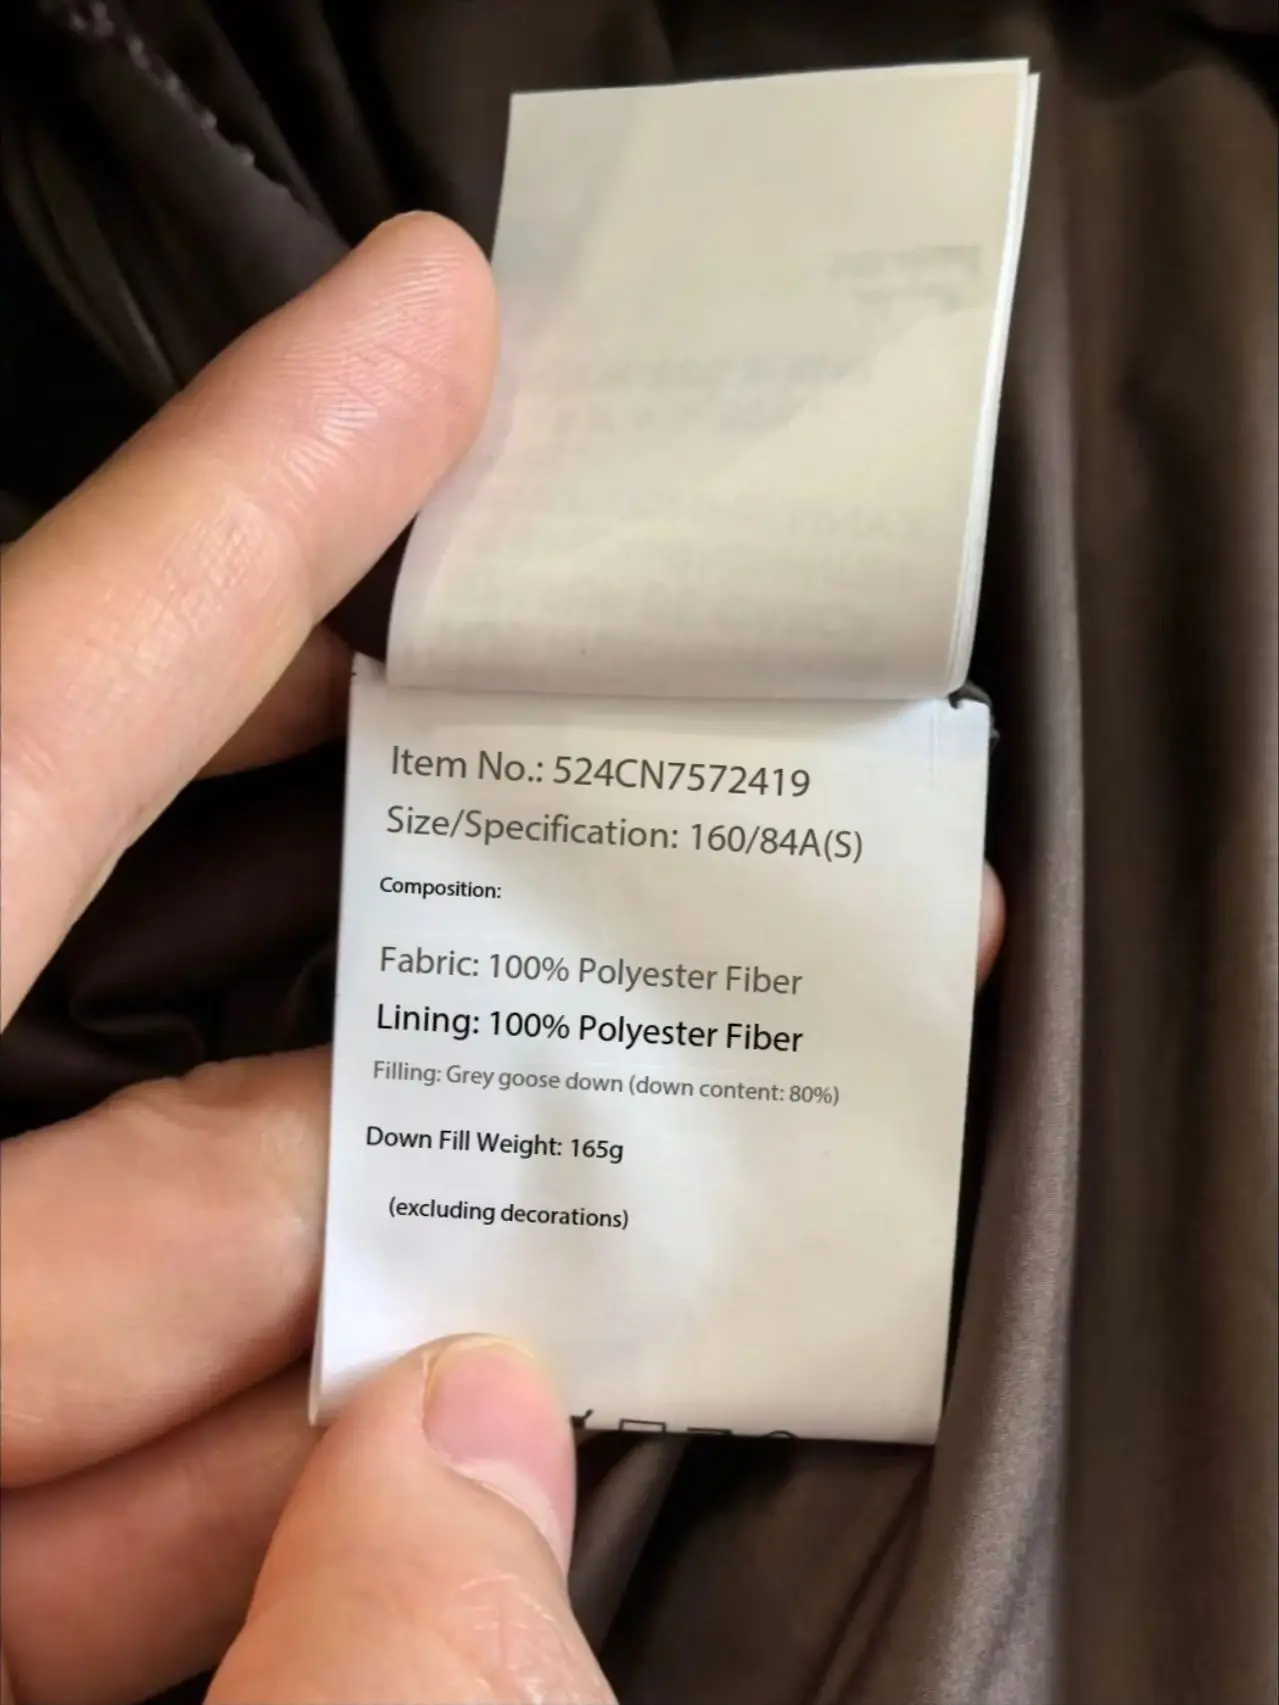 Item No.: 524CN7572419
Size/Specification: 160/84A(S)
Composition:
Fabric: 100% Polyester Fiber
Lining: 100% Polyester Fiber
Filling: Grey goose down (down content: 80%)
Down Fill Weight: 165g
(excluding decorations)